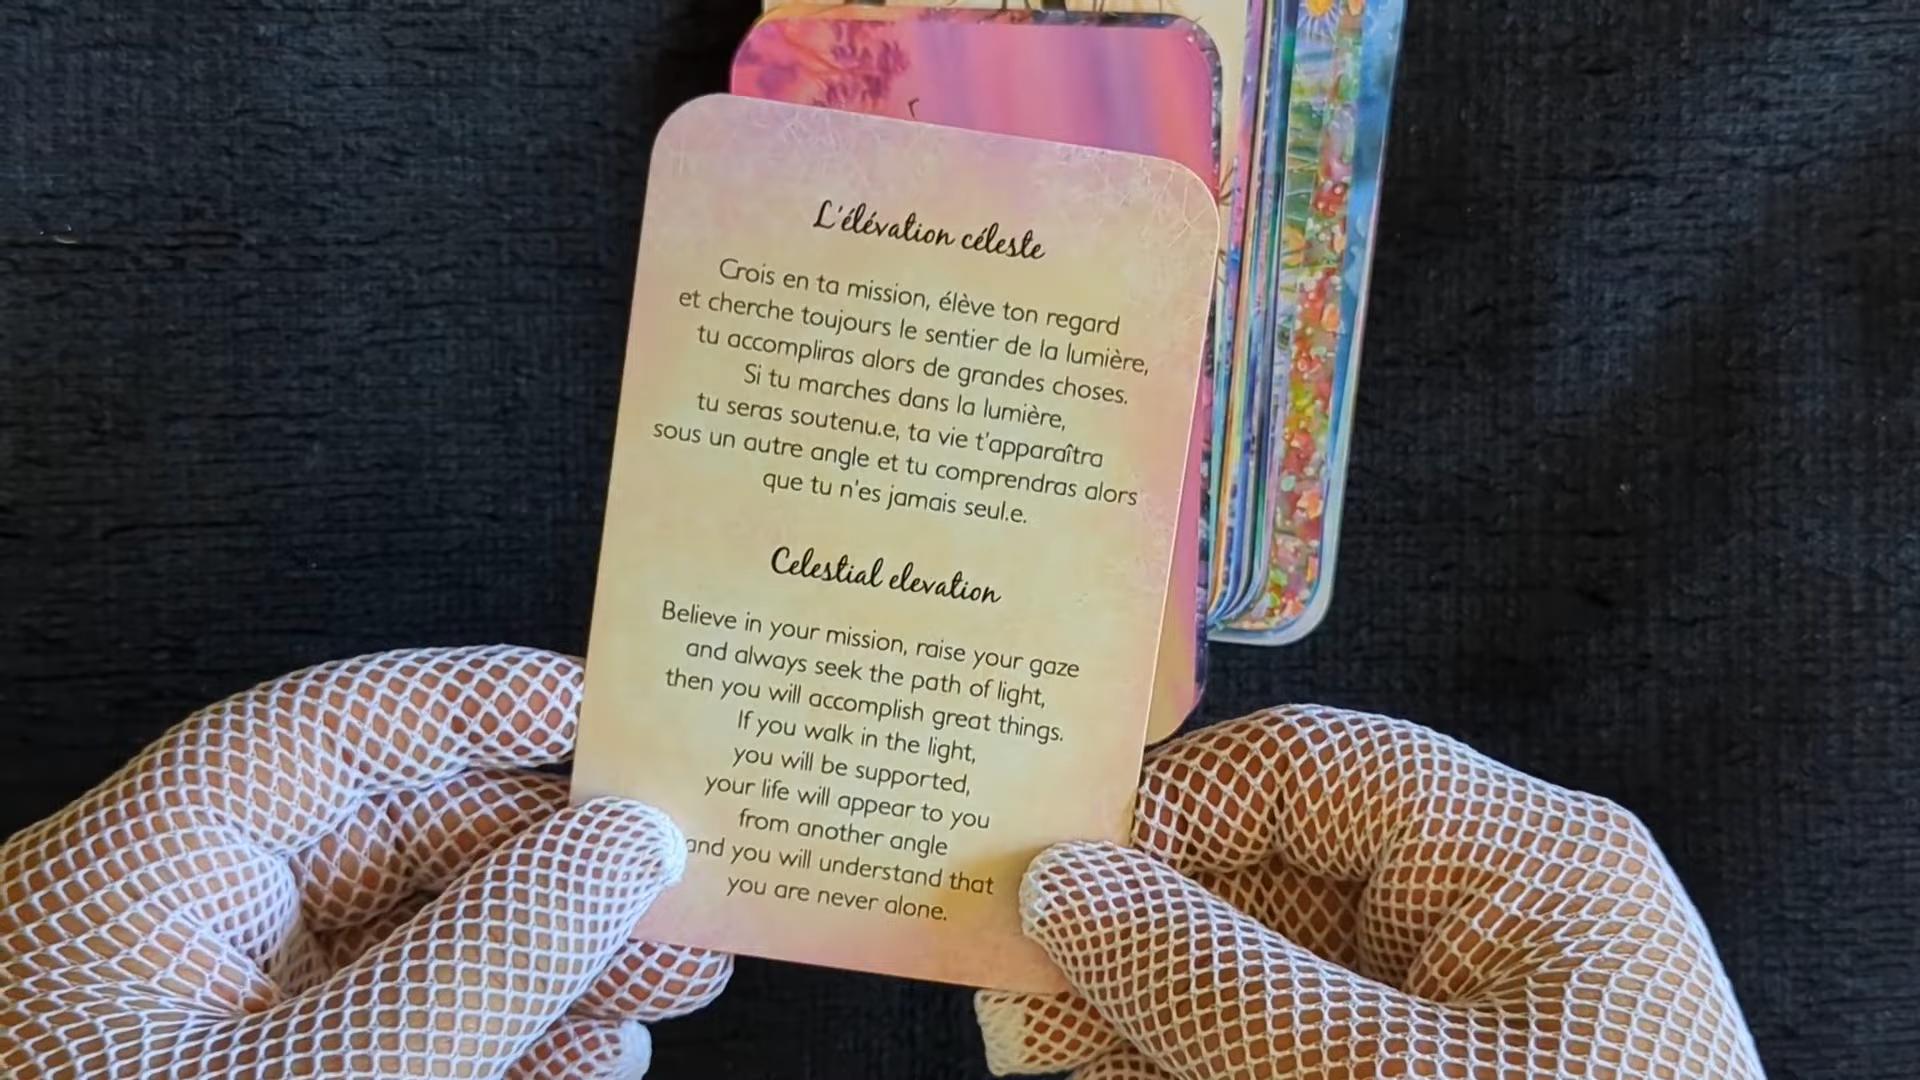 L'élévation céleste
Crois en ta mission, élève ton regard
et cherche toujours le sentier de la lumière,
tu accompliras alors de grandes choses.
Si tu marches dans la lumière,
tu seras soutenu.e, ta vie t'apparaîtra
sous un autre angle et tu comprendras alors
que tu n'es jamais seul.e.
Celestial elevation
Believe in your mission, raise your gaze
and always seek the path of light,
then you will accomplish great things.
If you walk in the light,
you will be supported,
your life will appear to you
from another angle
and you will understand that
you are never alone.